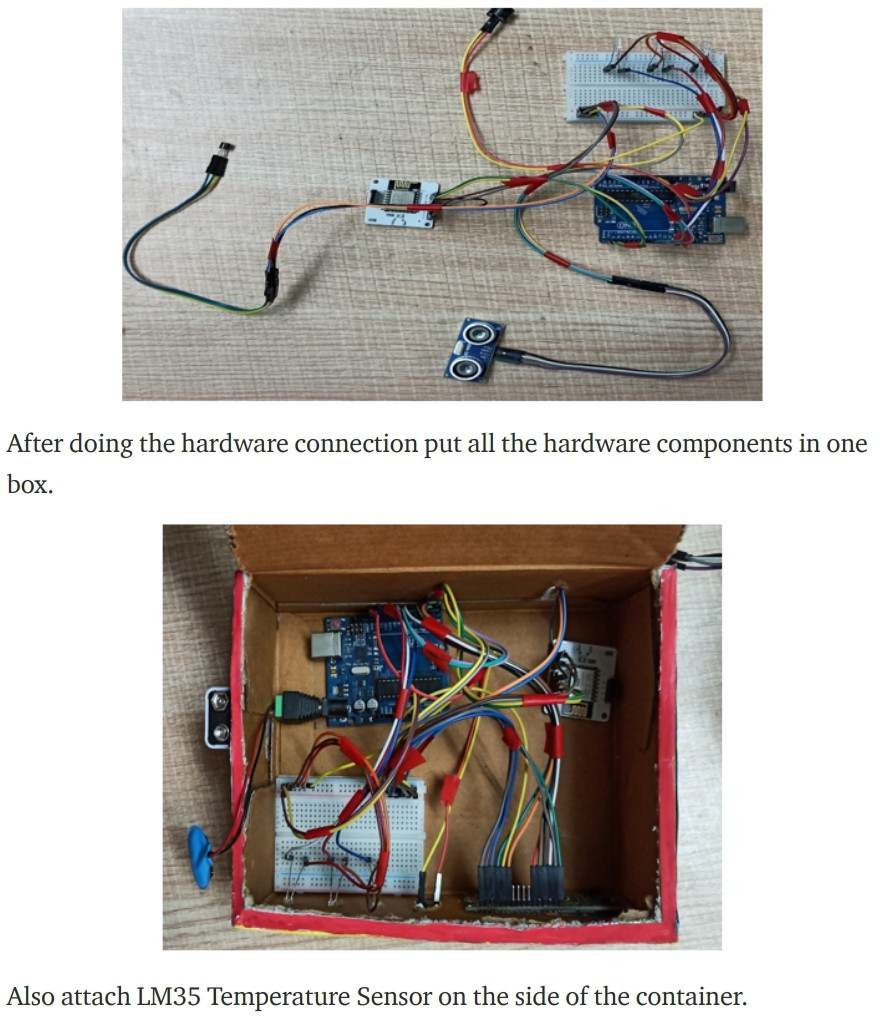 After doing the hardware connection put all the hardware components in one
box.
Also attach LM35 Temperature Sensor on the side of the container.